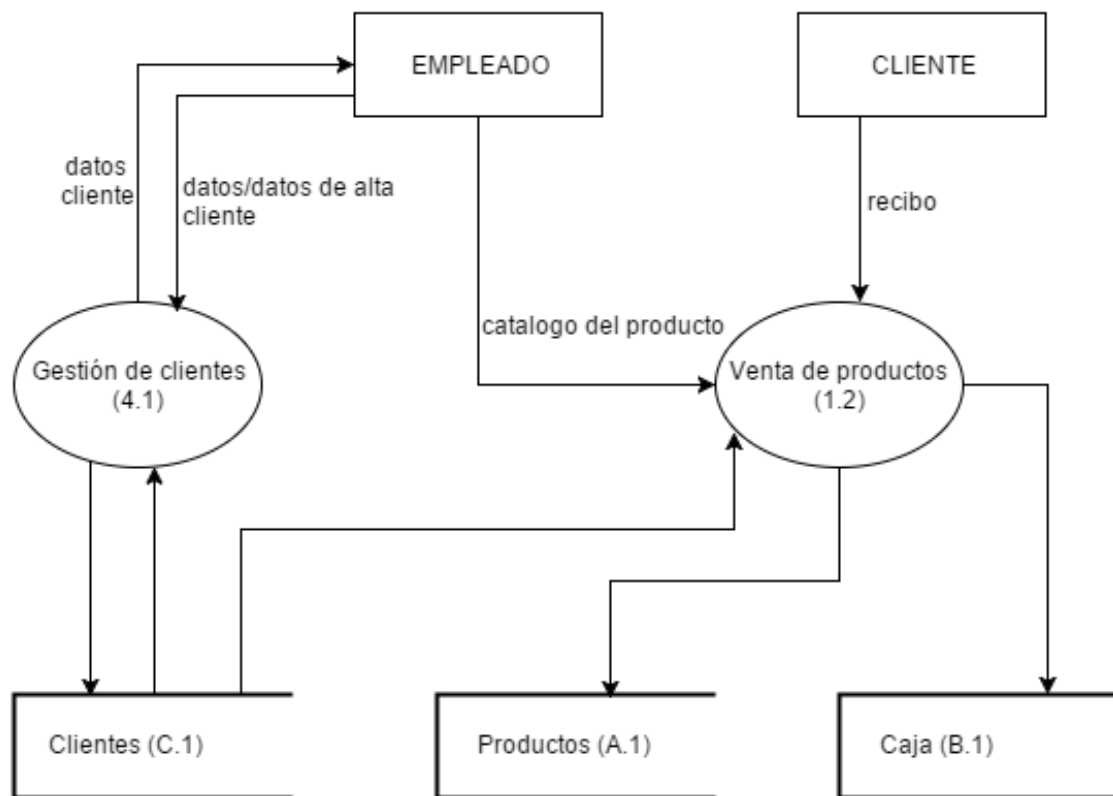 EMPLEADO
CLIENTE
datos
cliente
datos/datos de alta
cliente
recibo
catalogo del producto
Gestión de clientes
(4.1)
Venta de productos
(1.2)
Clientes (C.1)
Productos (A.1)
Caja (B.1)